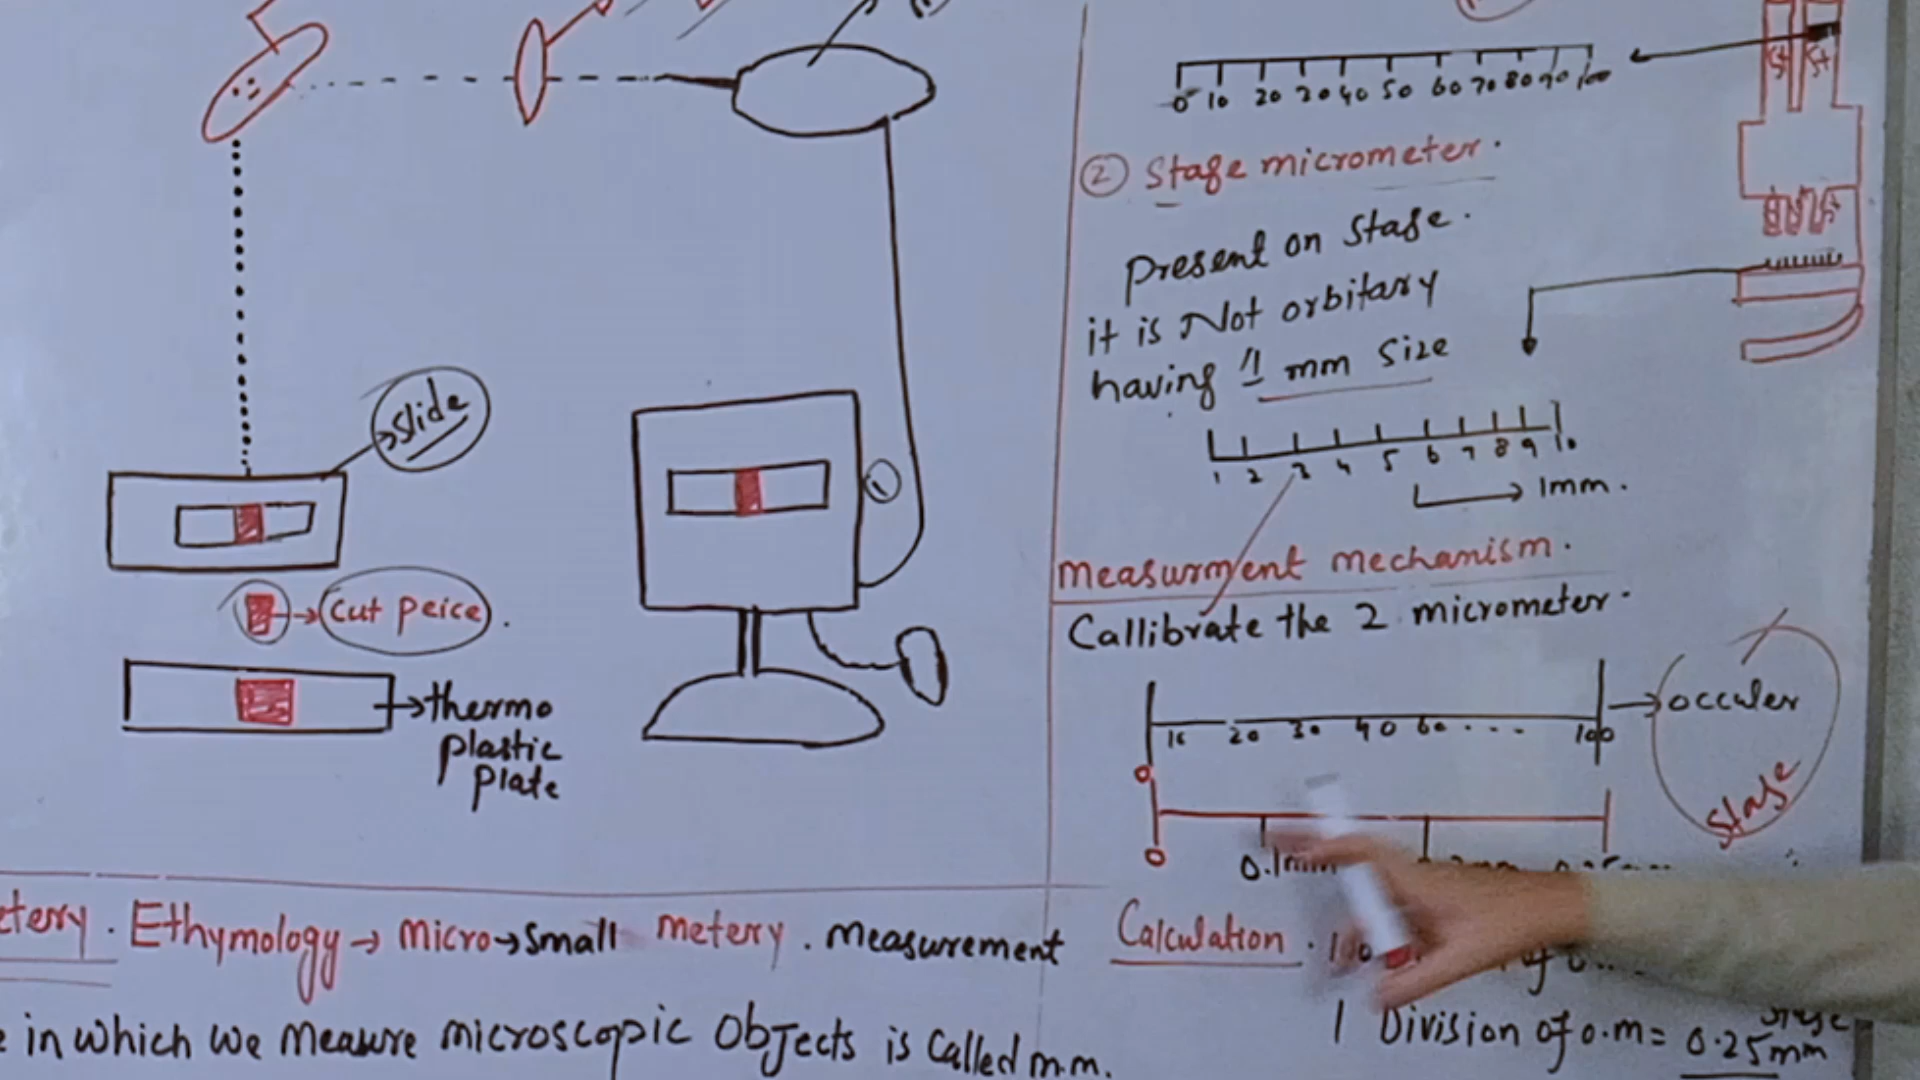 0 10 20 30 40 50 60 70 80 90 100
② Stage micrometer.
Present on Stage.
it is Not orbitary
having 1 mm Size
1 2 3 4 5 6 7 8 9 10
1mm.
Slide
①
Cut peice.
thermo
plastic
Plate
measurment mechanism.
Callibrate the 2 micrometer.
10 20 30 40 60 . . . 100
occuler
0
Stage
0 0.1mm
Ethymology → Micro → Small metery. measurement
in which we measure microscopic Objects is Called m.m.
Calculation.
1 Division of o.m = 0.25mm